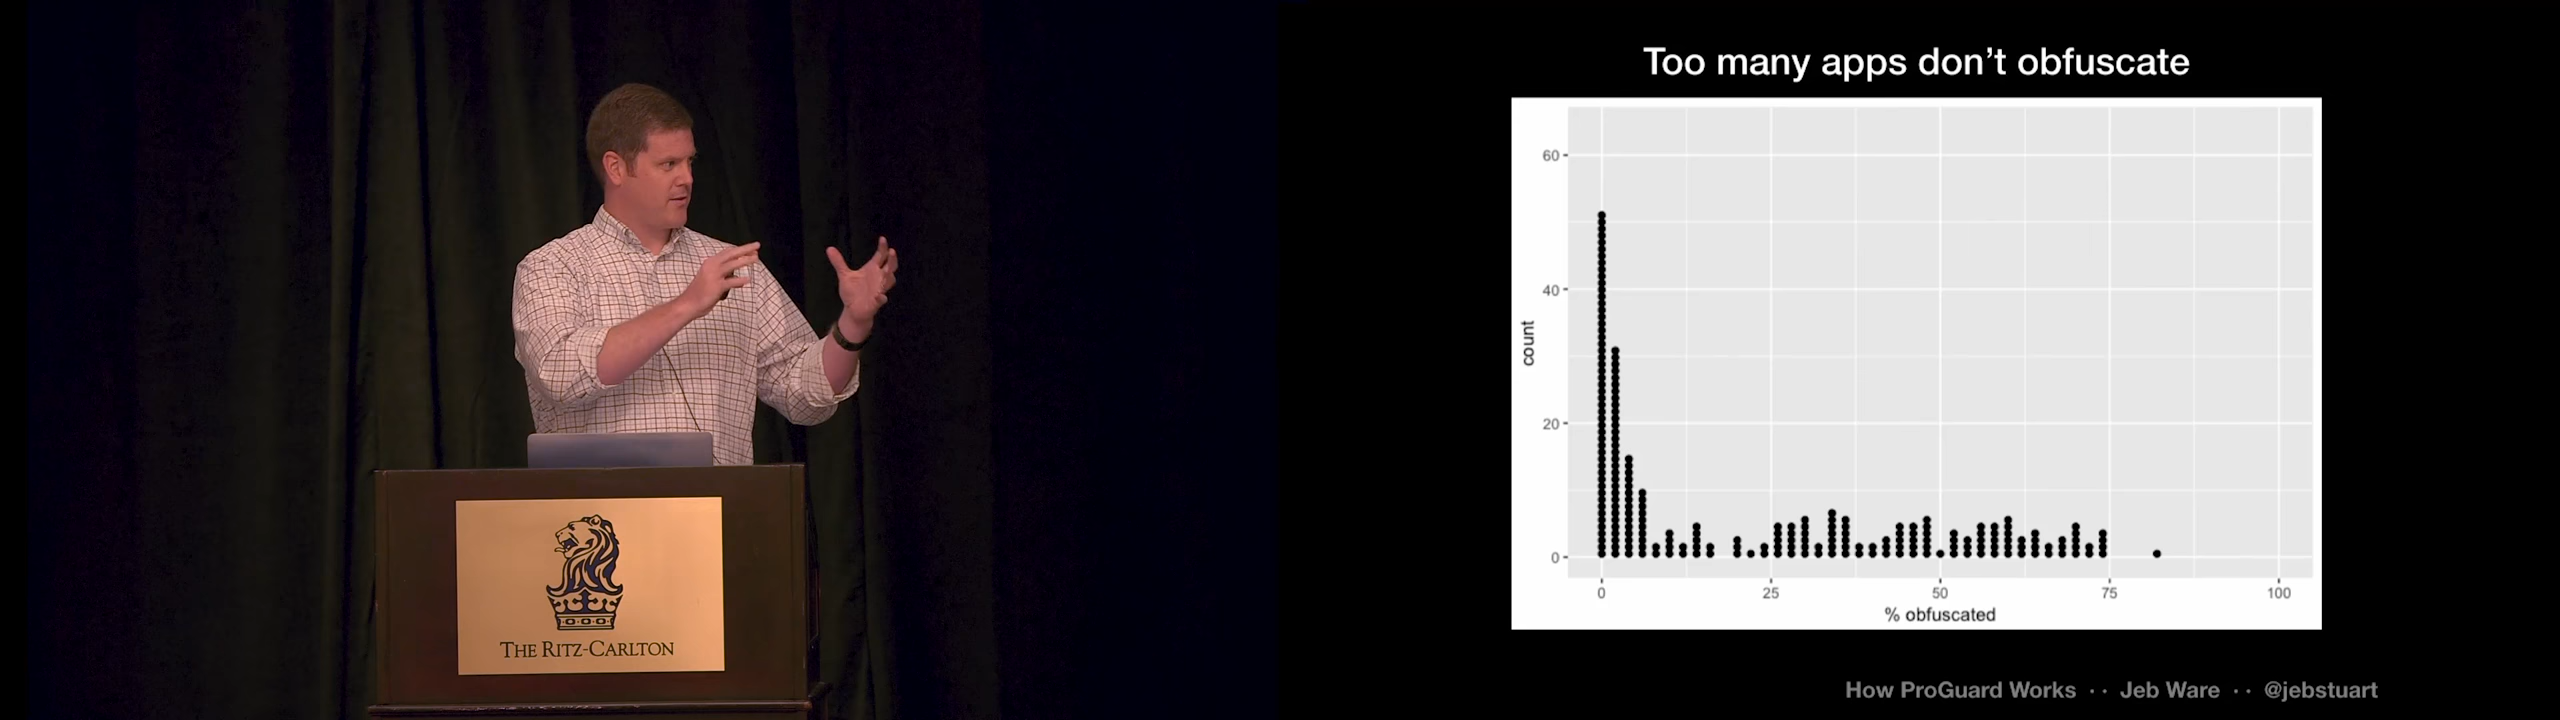 THE RITZ-CARLTON
Too many apps don't obfuscate
60
40
20
0
count
0 25 50 75 100
% obfuscated
How ProGuard Works ·· Jeb Ware ·· @jebstuart